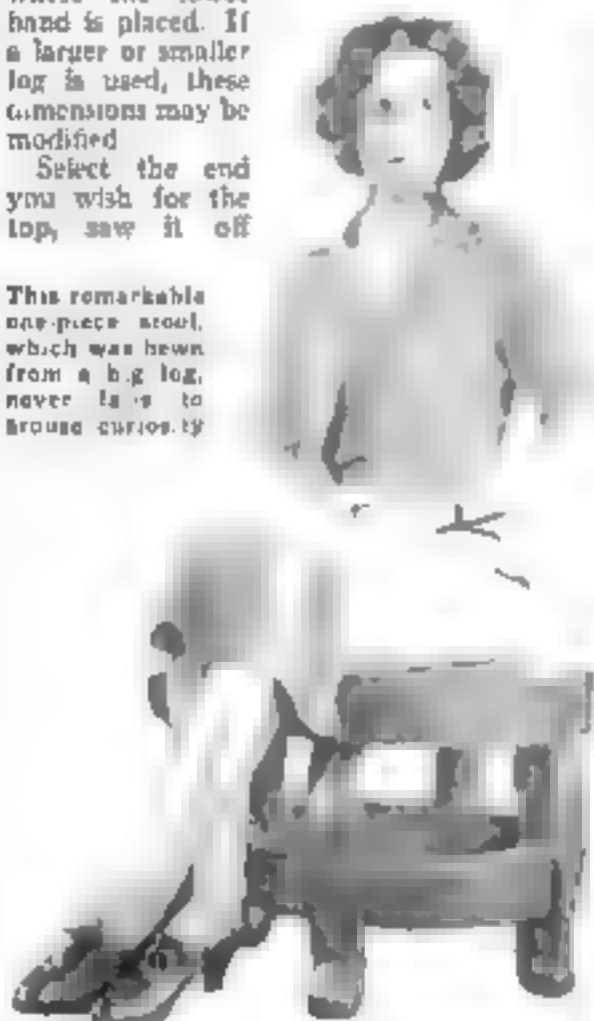 where the lower
hand is placed. If
a larger or smaller
log is used, these
dimensions may be
modified
Select the end
you wish for the
top, saw it off
This remarkable
one-piece stool,
which was hewn
from a big log,
never fails to
arouse curiosity